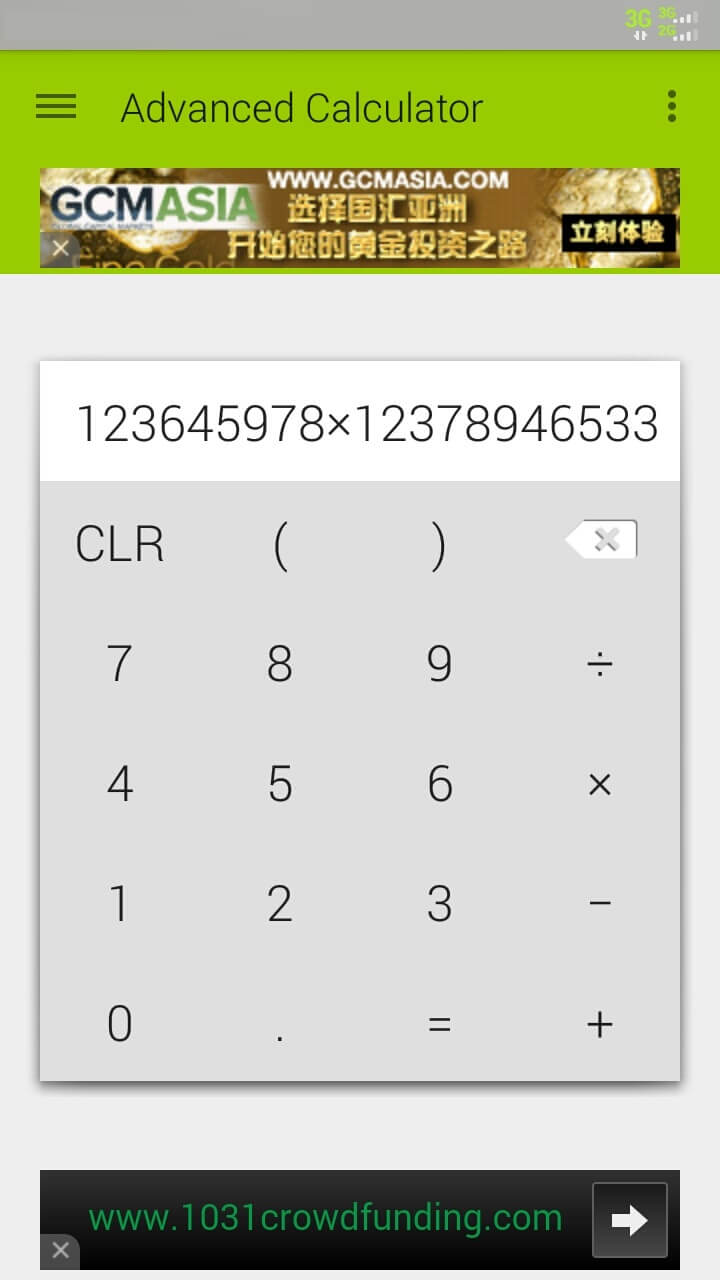 3G 3G
2G
Advanced Calculator
WWW.GCMASIA.COM
GCMASIA
GLOBAL CAPITAL MARKETS
选择国汇亚洲
开始您的黄金投资之路
立刻体验
123645978×12378946533
CLR ( )
7 8 9 ÷
4 5 6 ×
1 2 3 −
0 . = +
www.1031crowdfunding.com